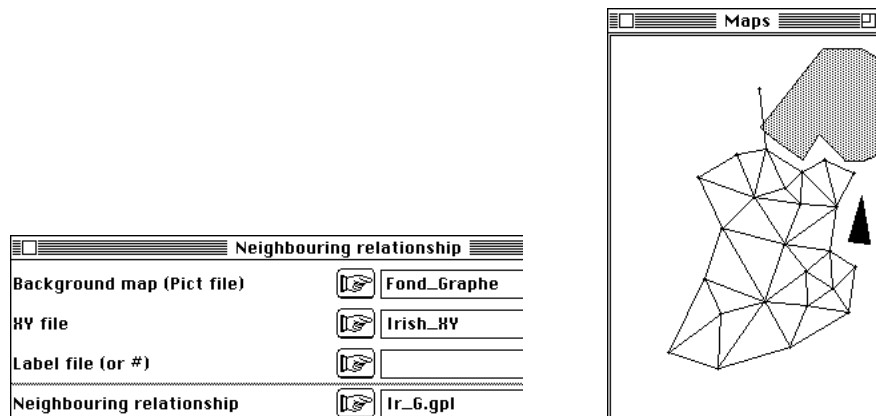 Maps
Neighbouring relationship
Background map (Pict file) Fond_Graphe
XY file Irish_XY
Label file (or #)
Neighbouring relationship Ir_G.gpl